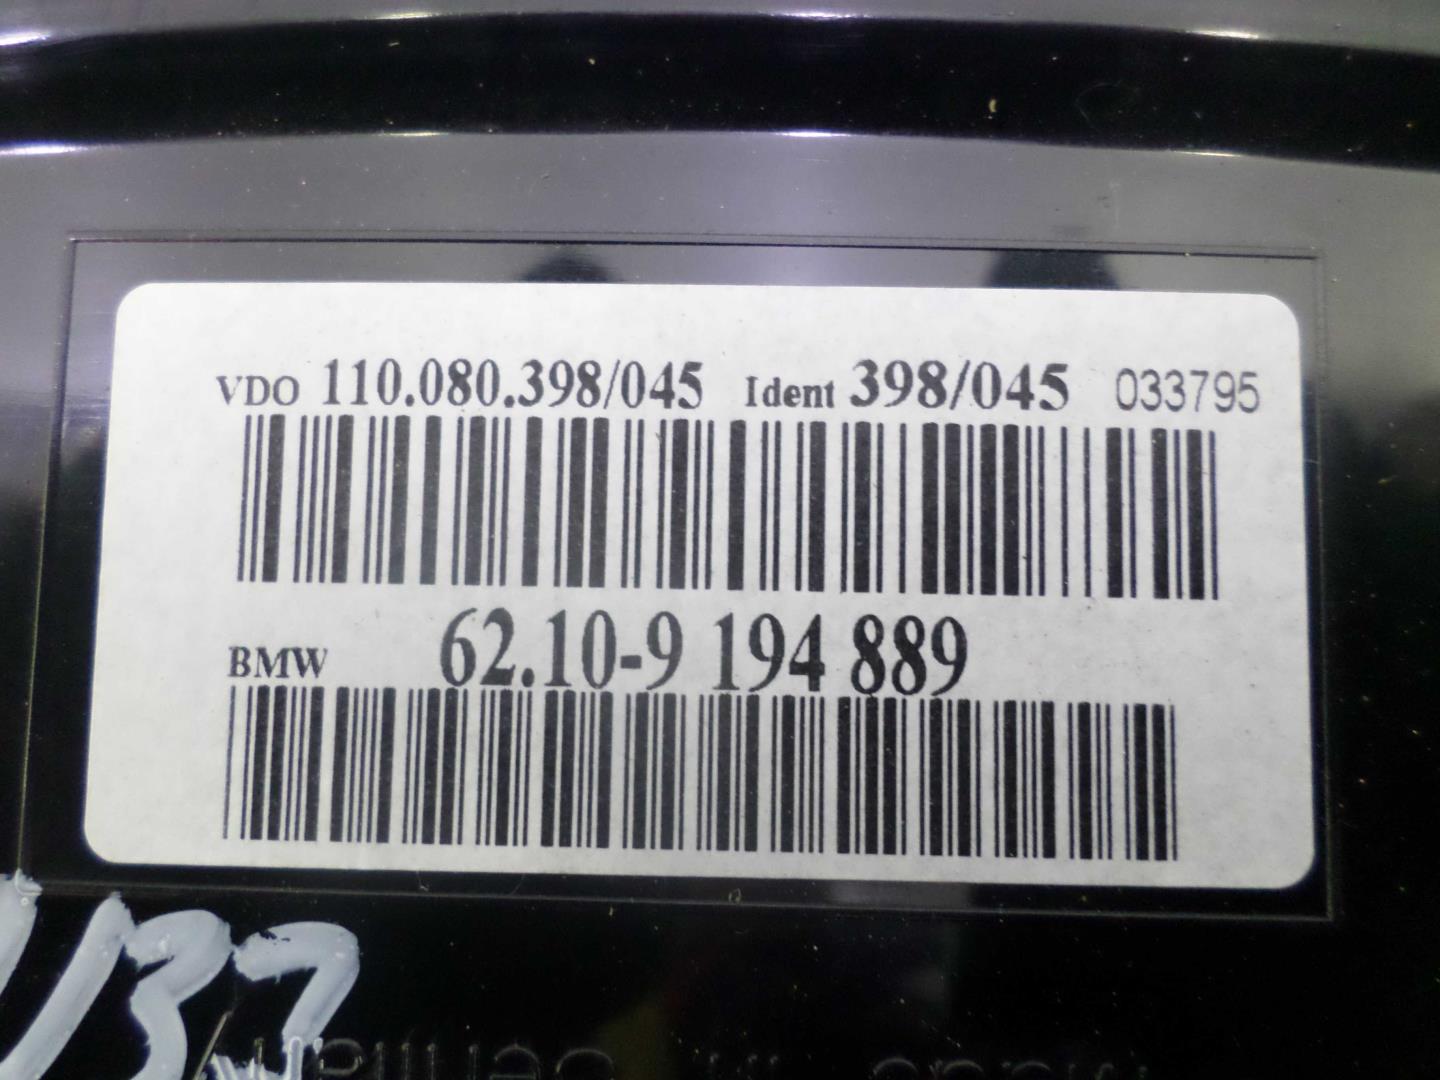 VDO 110.080.398/045 Ident 398/045 033795
BMW 62.10-9 194 889